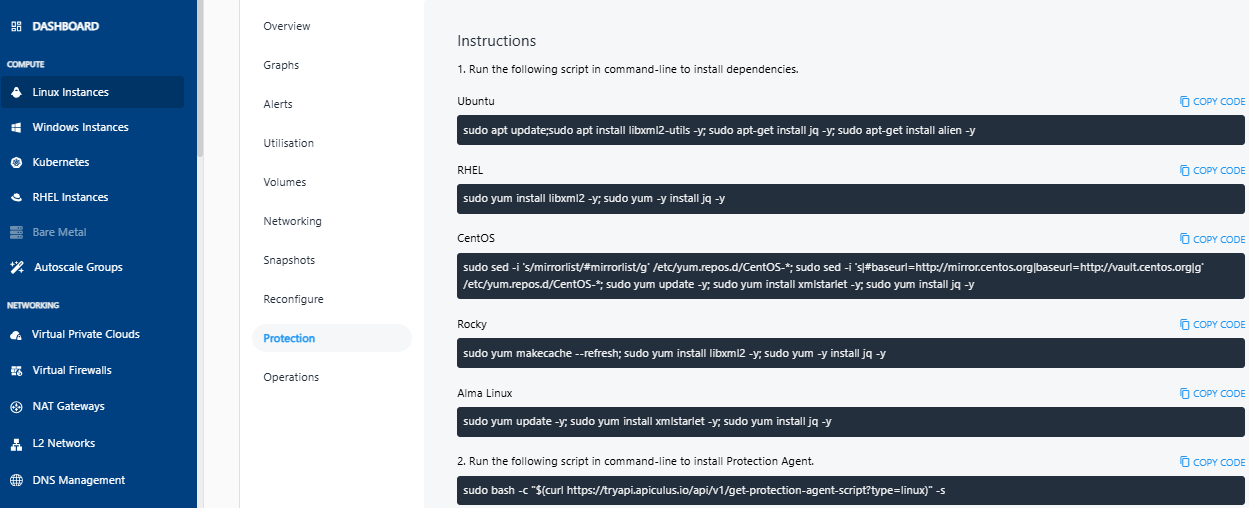 DASHBOARD
COMPUTE
Linux Instances
Windows Instances
Kubernetes
RHEL Instances
Bare Metal
Autoscale Groups
NETWORKING
Virtual Private Clouds
Virtual Firewalls
NAT Gateways
L2 Networks
DNS Management
Overview
Graphs
Alerts
Utilisation
Volumes
Networking
Snapshots
Reconfigure
Protection
Operations
Instructions
1. Run the following script in command-line to install dependencies.
Ubuntu
COPY CODE
sudo apt update;sudo apt install libxml2-utils -y; sudo apt-get install jq -y; sudo apt-get install alien -y
RHEL
COPY CODE
sudo yum install libxml2 -y; sudo yum -y install jq -y
CentOS
COPY CODE
sudo sed -i 's/mirrorlist/#mirrorlist/g' /etc/yum.repos.d/CentOS-*; sudo sed -i 's|#baseurl=http://mirror.centos.org|baseurl=http://vault.centos.org|g'
/etc/yum.repos.d/CentOS-*; sudo yum update -y; sudo yum install xmlstarlet -y; sudo yum install jq -y
Rocky
COPY CODE
sudo yum makecache --refresh; sudo yum install libxml2 -y; sudo yum -y install jq -y
Alma Linux
COPY CODE
sudo yum update -y; sudo yum install xmlstarlet -y; sudo yum install jq -y
2. Run the following script in command-line to install Protection Agent.
COPY CODE
sudo bash -c "$(curl https://tryapi.apiculus.io/api/v1/get-protection-agent-script?type=linux)" -s